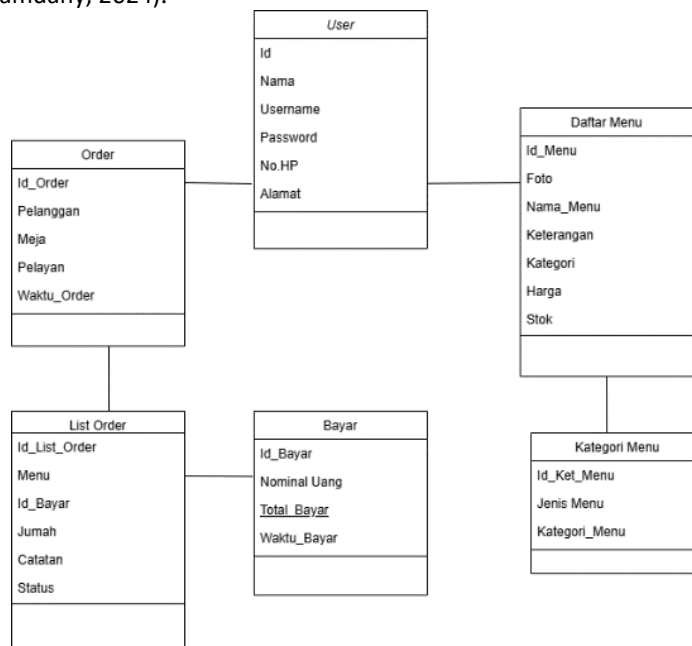 amdany, 2024).
User
Id
Nama
Username
Password
No.HP
Alamat
Order
Id_Order
Pelanggan
Meja
Pelayan
Waktu_Order
Daftar Menu
Id_Menu
Foto
Nama_Menu
Keterangan
Kategori
Harga
Stok
List Order
Id_List_Order
Menu
Id_Bayar
Jumah
Catatan
Status
Bayar
Id_Bayar
Nominal Uang
Total_Bayar
Waktu_Bayar
Kategori Menu
Id_Ket_Menu
Jenis Menu
Kategori_Menu